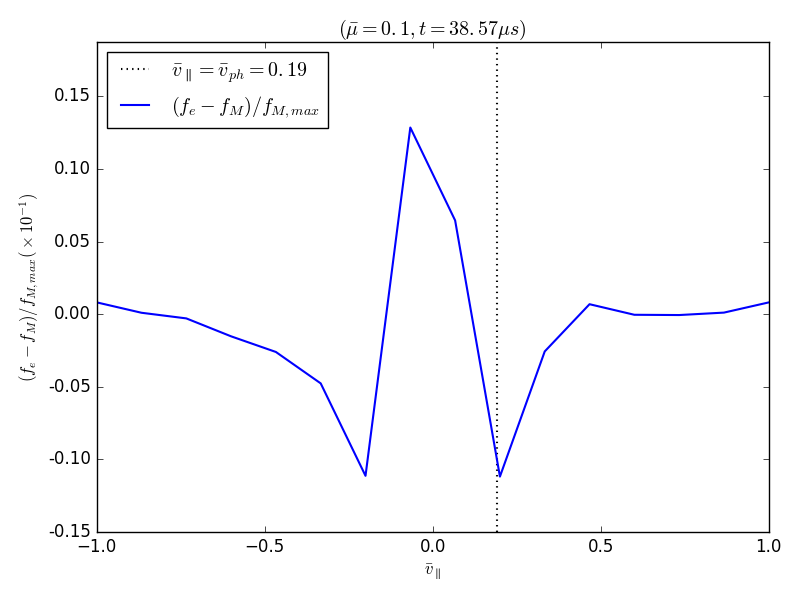 (μ̄ = 0.1, t = 38.57μs)
v̄∥ = v̄ph = 0.19
(fe − fM)/fM,max
0.15
0.10
0.05
0.00
-0.05
-0.10
-0.15
(fe − fM)/fM,max(×10⁻¹)
−1.0 −0.5 0.0 0.5 1.0
v̄∥